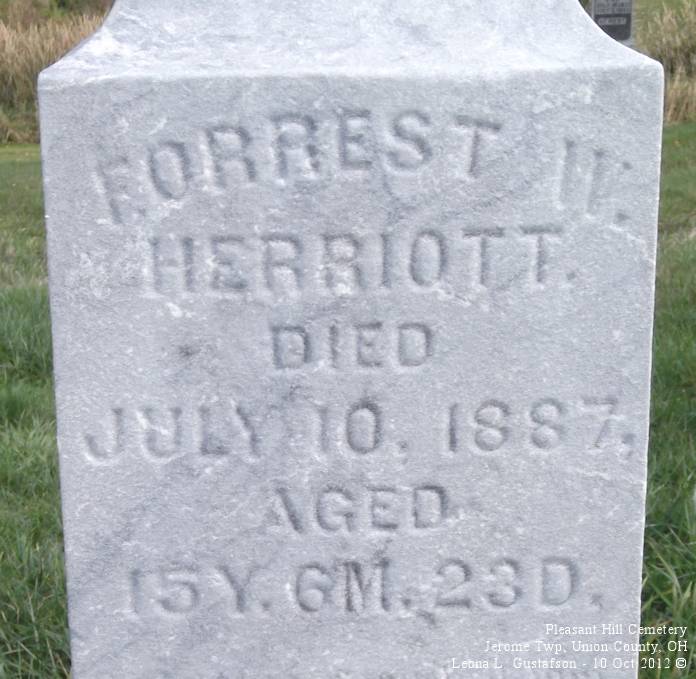 FORREST W.
HERRIOTT.
DIED
JULY 10, 1887,
AGED
15Y. 6M. 23D.
Pleasant Hill Cemetery
Jerome Twp, Union County, OH
Leona L. Gustafson - 10 Oct 2012 ©